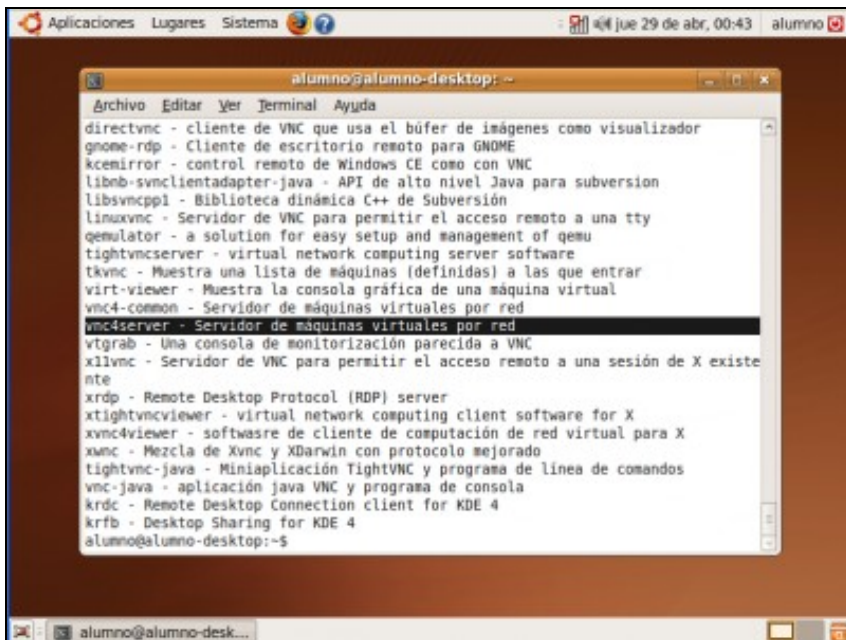 Aplicaciones Lugares Sistema
jue 29 de abr, 00:43 alumno
alumno@alumno-desktop: ~
Archivo Editar Ver Terminal Ayuda
directvnc - cliente de VNC que usa el búfer de imágenes como visualizador
gnome-rdp - Cliente de escritorio remoto para GNOME
kcemirror - control remoto de Windows CE como con VNC
libnb-svnclientadapter-java - API de alto nivel Java para subversion
libsvncpp1 - Biblioteca dinámica C++ de Subversión
linuxvnc - Servidor de VNC para permitir el acceso remoto a una tty
qemulator - a solution for easy setup and management of qemu
tightvncserver - virtual network computing server software
tkvnc - Muestra una lista de máquinas (definidas) a las que entrar
virt-viewer - Muestra la consola gráfica de una máquina virtual
vnc4-common - Servidor de máquinas virtuales por red
vnc4server - Servidor de máquinas virtuales por red
vtgrab - Una consola de monitorización parecida a VNC
x11vnc - Servidor de VNC para permitir el acceso remoto a una sesión de X existe
nte
xrdp - Remote Desktop Protocol (RDP) server
xtightvncviewer - virtual network computing client software for X
xvnc4viewer - softwasre de cliente de computación de red virtual para X
xwnc - Mezcla de Xvnc y XDarwin con protocolo mejorado
tightvnc-java - Miniaplicación TightVNC y programa de línea de comandos
vnc-java - aplicación java VNC y programa de consola
krdc - Remote Desktop Connection client for KDE 4
krfb - Desktop Sharing for KDE 4
alumno@alumno-desktop:~$
alumno@alumno-desk...